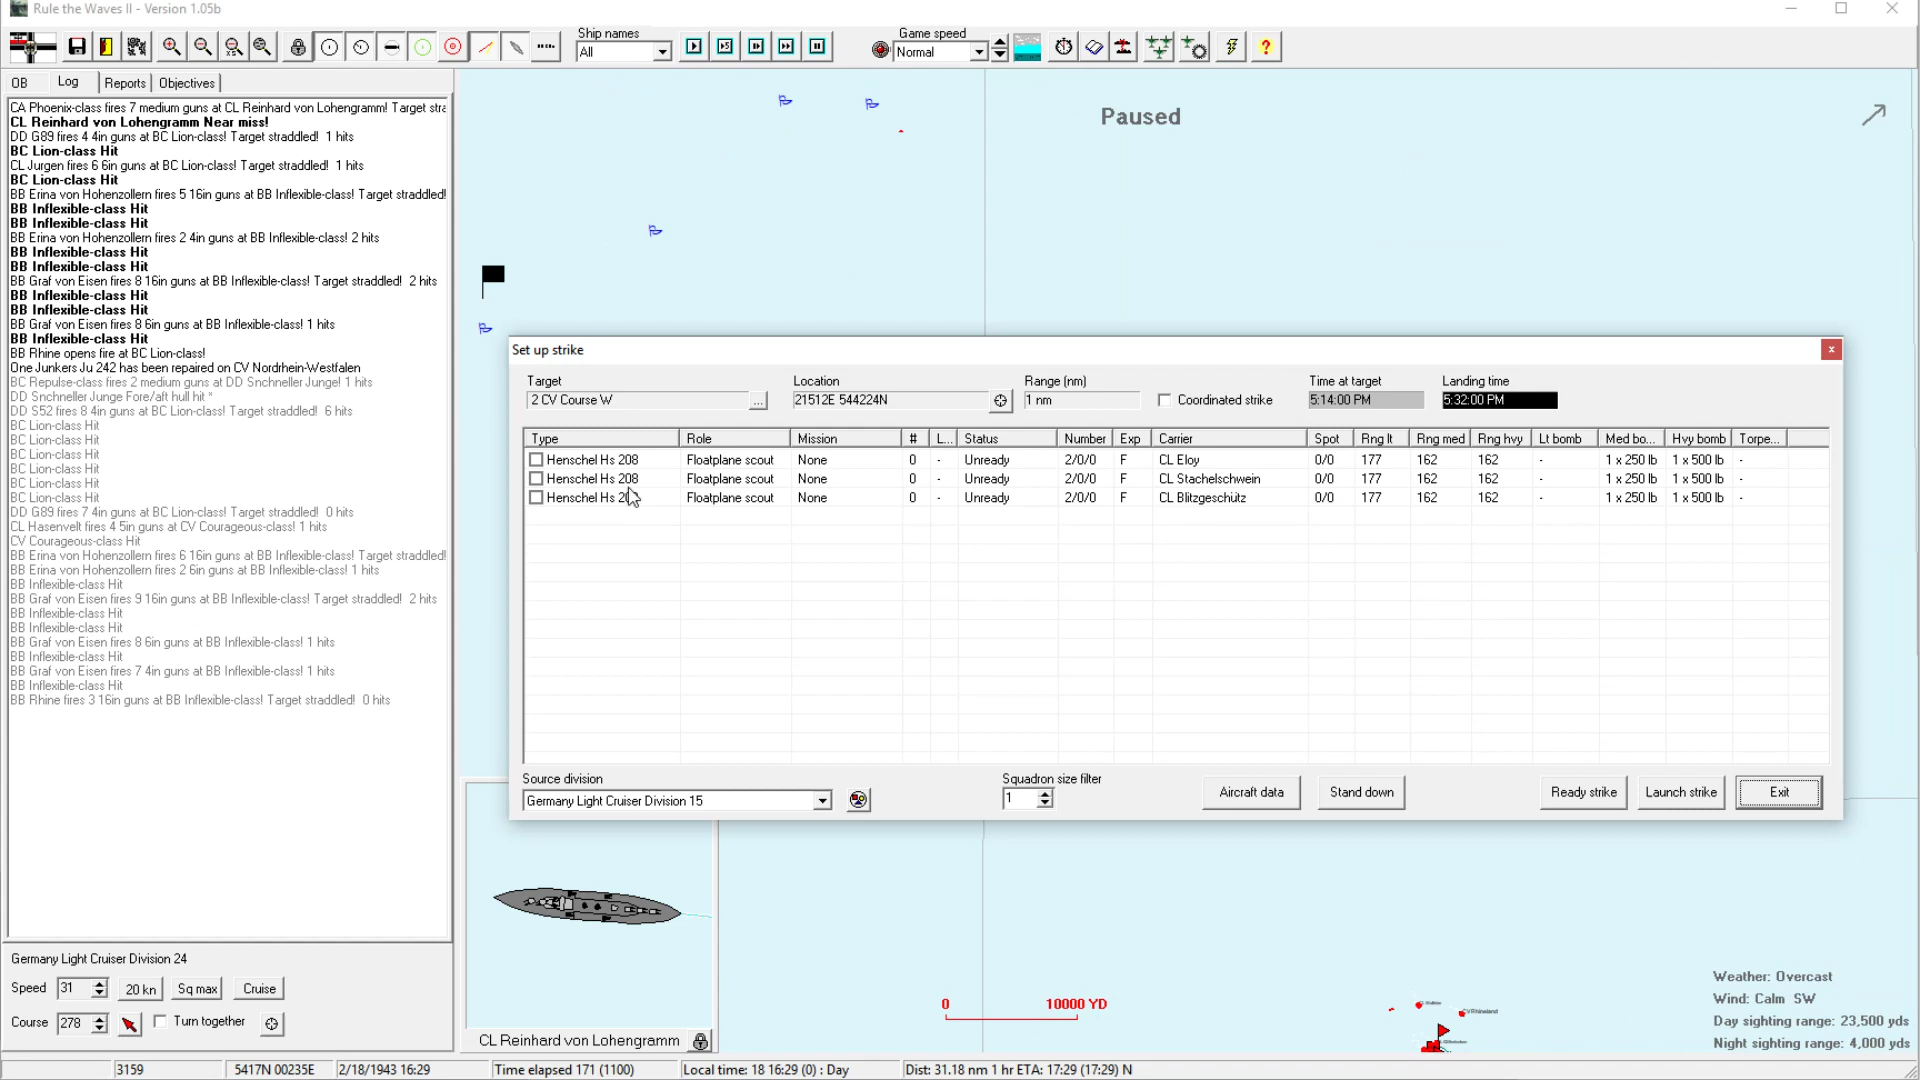 Rule the Waves II - Version 1.05b
Ship names
All
Game speed
Normal
OB
Log
Reports
Objectives
CA Phoenix-class fires 7 medium guns at CL Reinhard von Lohengramm! Target stra
CL Reinhard von Lohengramm Near miss!
DD G89 fires 4 4in guns at BC Lion-class! Target straddled!  1 hits
BC Lion-class Hit
CL Jurgen fires 6 6in guns at BC Lion-class! Target straddled!  1 hits
BC Lion-class Hit
BB Erina von Hohenzollern fires 5 16in guns at BB Inflexible-class! Target straddled!
BB Inflexible-class Hit
BB Inflexible-class Hit
BB Erina von Hohenzollern fires 2 4in guns at BB Inflexible-class! 2 hits
BB Inflexible-class Hit
BB Inflexible-class Hit
BB Graf von Eisen fires 8 16in guns at BB Inflexible-class! Target straddled!  2 hits
BB Inflexible-class Hit
BB Inflexible-class Hit
BB Graf von Eisen fires 8 6in guns at BB Inflexible-class! 1 hits
BB Inflexible-class Hit
BB Rhine opens fire at BC Lion-class!
One Junkers Ju 242 has been repaired on CV Nordrhein-Westfalen
BC Repulse-class fires 2 medium guns at DD Snchneller Junge! 1 hits
DD Snchneller Junge Fore/aft hull hit *
DD S52 fires 8 4in guns at BC Lion-class! Target straddled!  6 hits
BC Lion-class Hit
BC Lion-class Hit
BC Lion-class Hit
BC Lion-class Hit
BC Lion-class Hit
BC Lion-class Hit
DD G89 fires 7 4in guns at BC Lion-class! Target straddled!  0 hits
CL Hasenvelt fires 4 5in guns at CV Courageous-class! 1 hits
CV Courageous-class Hit
BB Erina von Hohenzollern fires 6 16in guns at BB Inflexible-class! Target straddled!
BB Erina von Hohenzollern fires 2 6in guns at BB Inflexible-class! 1 hits
BB Inflexible-class Hit
BB Graf von Eisen fires 9 16in guns at BB Inflexible-class! Target straddled!  2 hits
BB Inflexible-class Hit
BB Inflexible-class Hit
BB Graf von Eisen fires 8 6in guns at BB Inflexible-class! 1 hits
BB Inflexible-class Hit
BB Graf von Eisen fires 7 4in guns at BB Inflexible-class! 1 hits
BB Inflexible-class Hit
BB Rhine fires 3 16in guns at BB Inflexible-class! Target straddled!  0 hits
Paused
Set up strike
Target Location Range (nm) Time at target Landing time
2 CV Course W ... 21512E 544224N 1 nm Coordinated strike 5:14:00 PM 5:32:00 PM
Type Role Mission # L... Status Number Exp Carrier Spot Rng lt Rng med Rng hvy Lt bomb Med bo... Hvy bomb Torpe...
Henschel Hs 208 Floatplane scout None 0 - Unready 2/0/0 F CL Eloy 0/0 177 162 162 - 1 x 250 lb 1 x 500 lb -
Henschel Hs 208 Floatplane scout None 0 - Unready 2/0/0 F CL Stachelschwein 0/0 177 162 162 - 1 x 250 lb 1 x 500 lb -
Henschel Hs Floatplane scout None 0 - Unready 2/0/0 F CL Blitzgeschütz 0/0 177 162 162 - 1 x 250 lb 1 x 500 lb -
Source division Squadron size filter
Germany Light Cruiser Division 15 1 Aircraft data Stand down Ready strike Launch strike Exit
Germany Light Cruiser Division 24
Speed 31 20 kn Sq max Cruise
Course 278 Turn together
CL Reinhard von Lohengramm
0 10000 YD
Weather: Overcast
Wind: Calm  SW
Day sighting range: 23,500 yds
Night sighting range: 4,000 yds
3159 5417N 00235E 2/18/1943 16:29 Time elapsed 171 (1100) Local time: 18 16:29 (0) : Day Dist: 31.18 nm 1 hr ETA: 17:29 (17:29) N